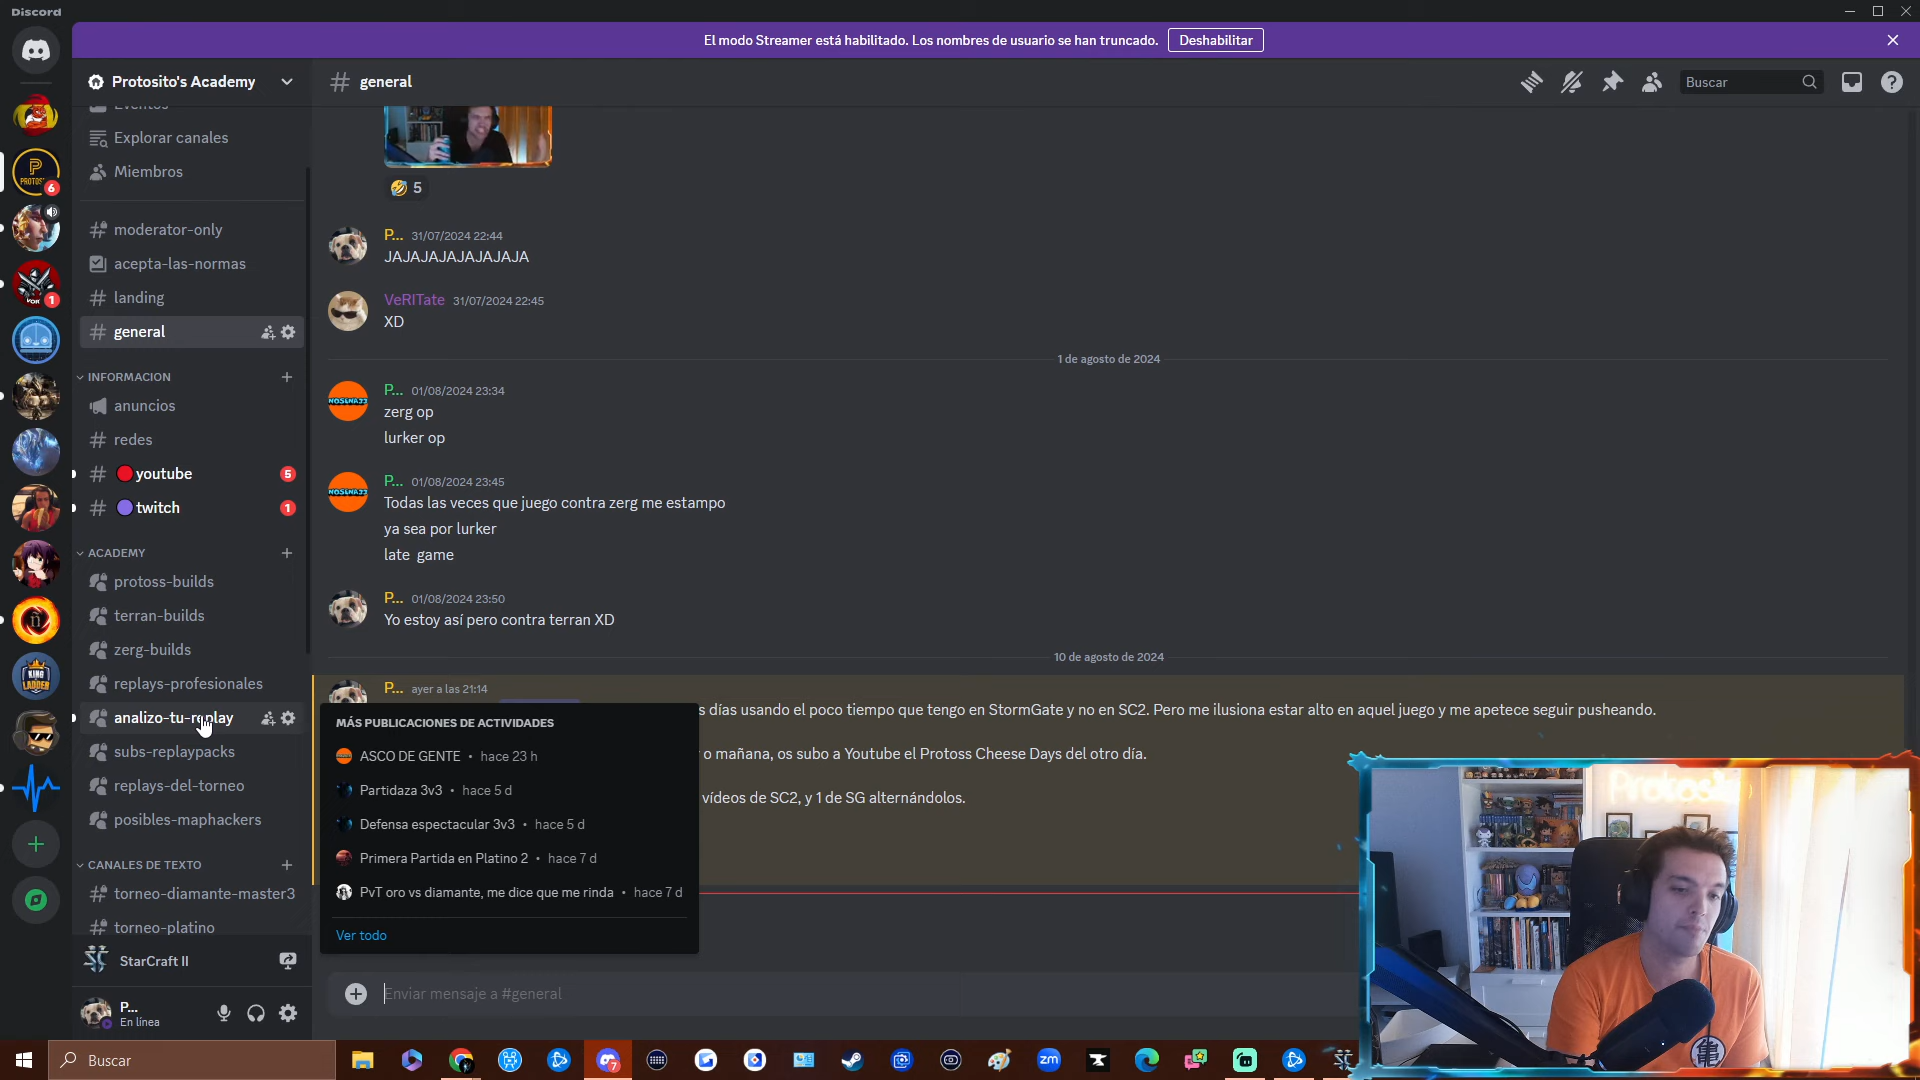 Discord
El modo Streamer está habilitado. Los nombres de usuario se han truncado.
Deshabilitar
Protosito's Academy
general
Buscar
Eventos
Explorar canales
Miembros
moderator-only
acepta-las-normas
landing
general
INFORMACION
anuncios
redes
youtube
5
twitch
1
ACADEMY
protoss-builds
terran-builds
zerg-builds
replays-profesionales
analizo-tu-replay
subs-replaypacks
replays-del-torneo
posibles-maphackers
CANALES DE TEXTO
torneo-diamante-master3
torneo-platino
StarCraft II
P...
En línea
6
1
5
P... 31/07/2024 22:44
JAJAJAJAJAJAJAJA
VeRITate 31/07/2024 22:45
XD
1 de agosto de 2024
P... 01/08/2024 23:34
zerg op
lurker op
P... 01/08/2024 23:45
Todas las veces que juego contra zerg me estampo
ya sea por lurker
late game
P... 01/08/2024 23:50
Yo estoy así pero contra terran XD
10 de agosto de 2024
P... ayer a las 21:14
días usando el poco tiempo que tengo en StormGate y no en SC2. Pero me ilusiona estar alto en aquel juego y me apetece seguir pusheando.
o mañana, os subo a Youtube el Protoss Cheese Days del otro día.
vídeos de SC2, y 1 de SG alternándolos.
MÁS PUBLICACIONES DE ACTIVIDADES
ASCO DE GENTE • hace 23 h
Partidaza 3v3 • hace 5 d
Defensa espectacular 3v3 • hace 5 d
Primera Partida en Platino 2 • hace 7 d
PvT oro vs diamante, me dice que me rinda • hace 7 d
Ver todo
Enviar mensaje a #general
Buscar
7
zm